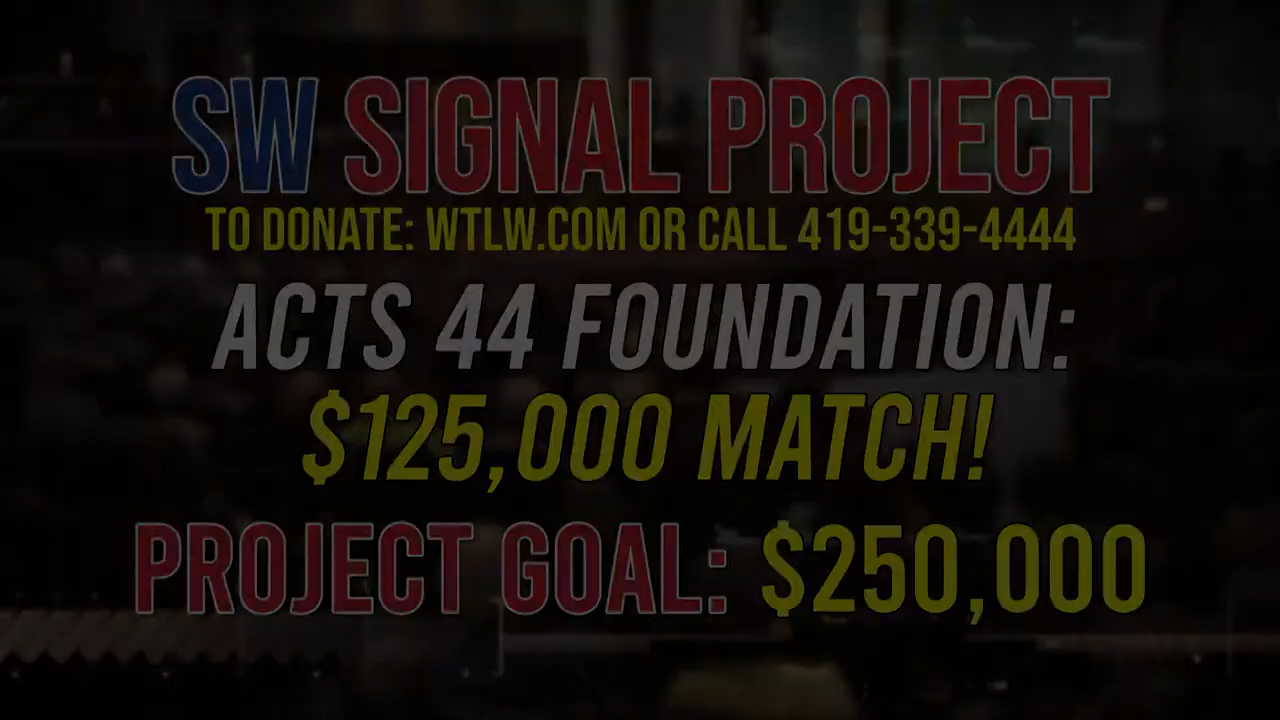 SW SIGNAL PROJECT
TO DONATE: WTLW.COM OR CALL 419-339-4444
ACTS 44 FOUNDATION:
$125,000 MATCH!
PROJECT GOAL: $250,000